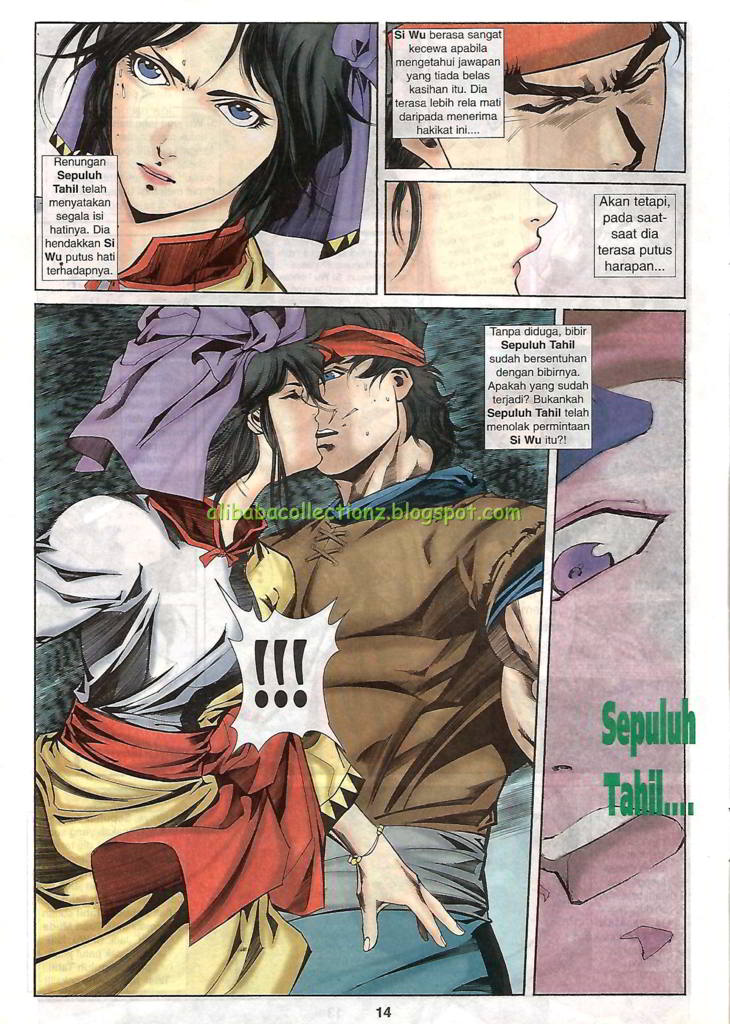 Renungan
Sepuluh
Tahil telah
menyatakan
segala isi
hatinya. Dia
hendakkan Si
Wu putus hati
terhadapnya.
Si Wu berasa sangat
kecewa apabila
mengetahui jawapan
yang tiada belas
kasihan itu. Dia
terasa lebih rela mati
daripada menerima
hakikat ini....
Akan tetapi,
pada saat-
saat dia
terasa putus
harapan...
Tanpa diduga, bibir
Sepuluh Tahil
sudah bersentuhan
dengan bibirnya.
Apakah yang sudah
terjadi? Bukankah
Sepuluh Tahil telah
menolak permintaan
Si Wu itu?!
alibabacollectionz.blogspot.com
!!!
Sepuluh
Tahil....
14